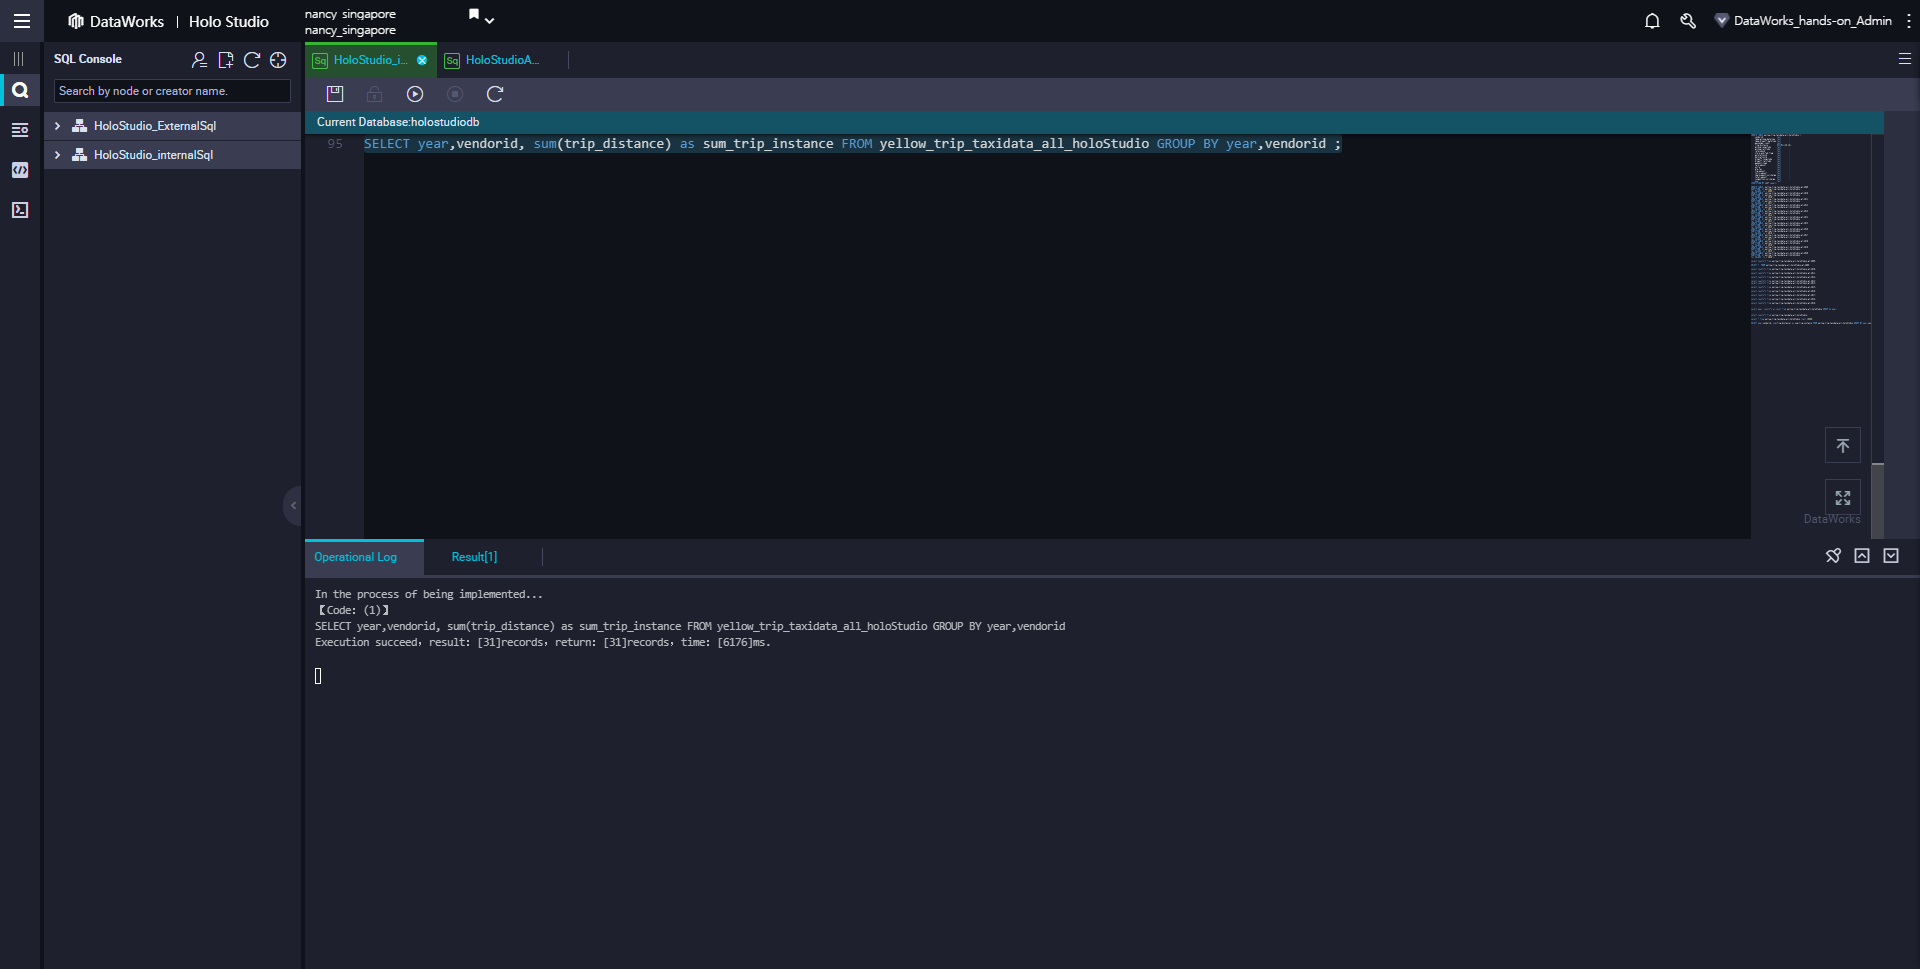 DataWorks | Holo Studio
nancy singapore
nancy_singapore
DataWorks_hands-on_Admin
SQL Console
Search by node or creator name.
HoloStudio_ExternalSql
HoloStudio_internalSql
Sq HoloStudio_i...
Sq HoloStudioA...
Current Database:holostudiodb
95 SELECT year,vendorid, sum(trip_distance) as sum_trip_instance FROM yellow_trip_taxidata_all_holoStudio GROUP BY year,vendorid ;
DataWorks
Operational Log
Result[1]
In the process of being implemented...
【Code: (1)】
SELECT year,vendorid, sum(trip_distance) as sum_trip_instance FROM yellow_trip_taxidata_all_holoStudio GROUP BY year,vendorid
Execution succeed，result: [31]records，return: [31]records，time: [6176]ms.